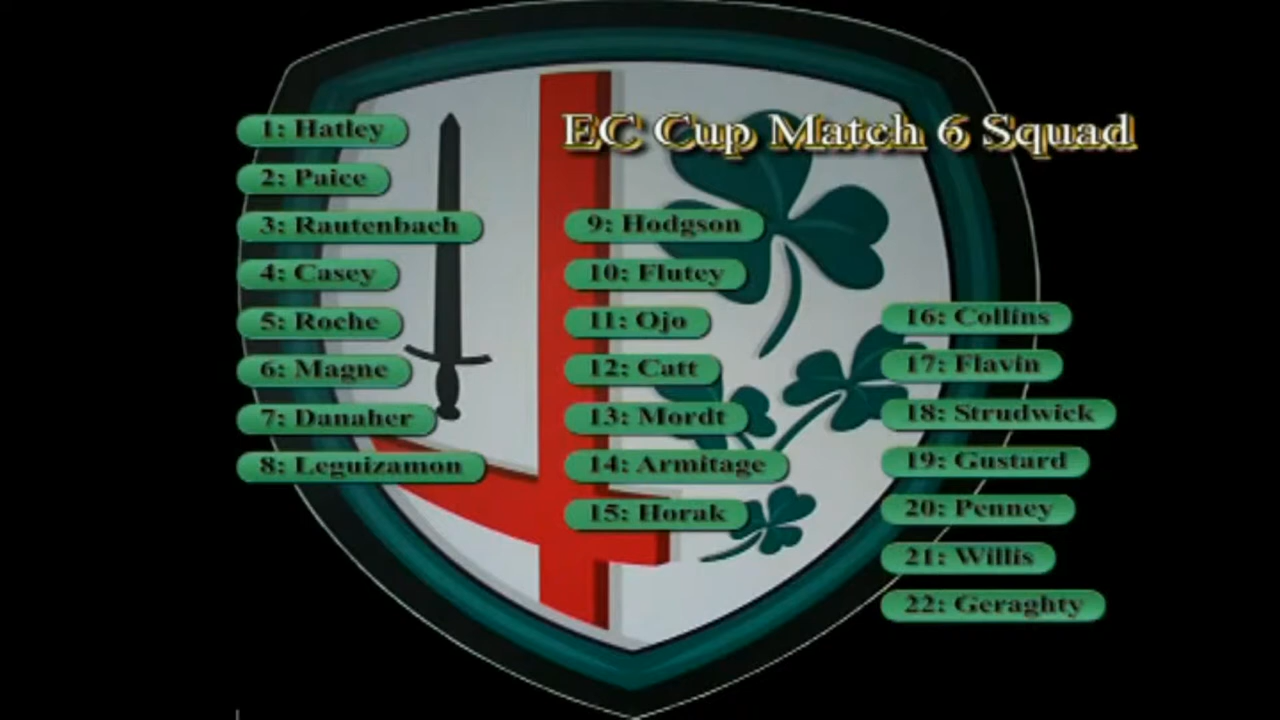 EC Cup Match 6 Squad
1: Hatley
2: Paice
3: Rautenbach
4: Casey
5: Roche
6: Magne
7: Danaher
8: Leguizamon
9: Hodgson
10: Flutey
11: Ojo
12: Catt
13: Mordt
14: Armitage
15: Horak
16: Collins
17: Flavin
18: Strudwick
19: Gustard
20: Penney
21: Willis
22: Geraghty